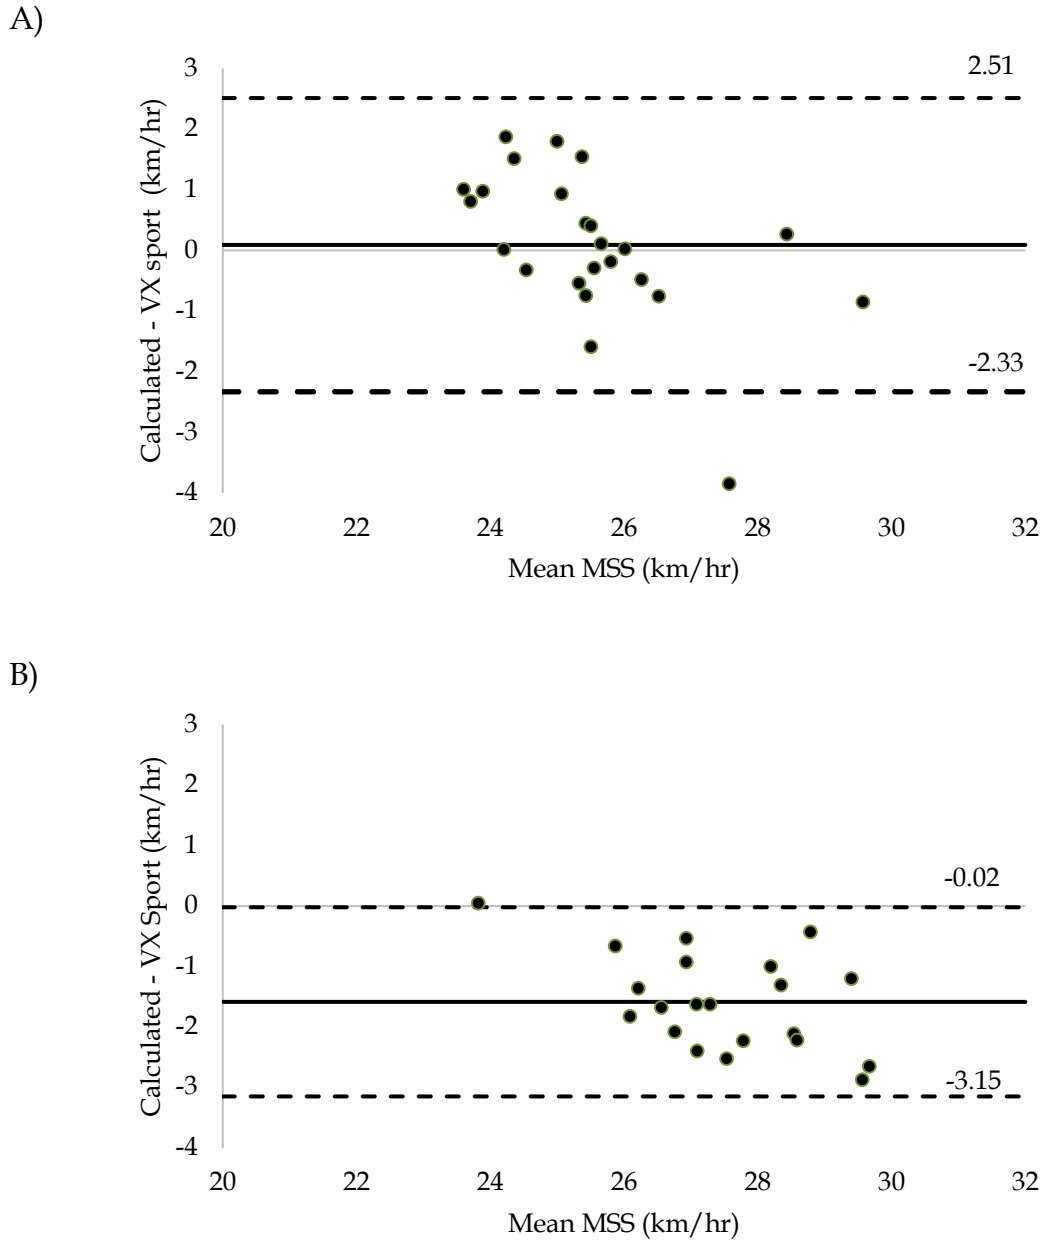 A)
3
2.51
2
1
0
-1
-2
-2.33
-3
-4
Calculated - VX sport (km/hr)
20 22 24 26 28 30 32
Mean MSS (km/hr)
B)
3
2
1
0
-0.02
-1
-2
-3
-3.15
-4
Calculated - VX Sport (km/hr)
20 22 24 26 28 30 32
Mean MSS (km/hr)